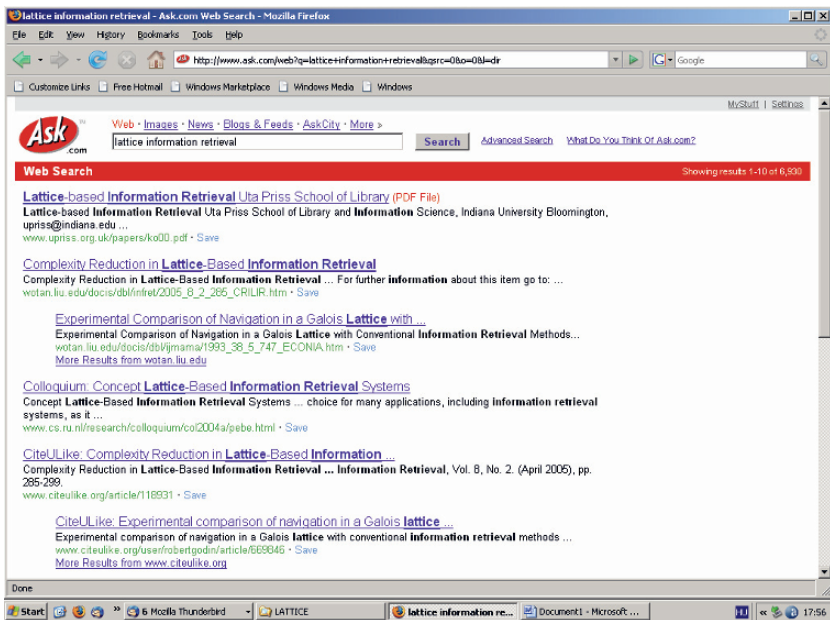 lattice information retrieval - Ask.com Web Search - Mozilla Firefox
File Edit View History Bookmarks Tools Help
http://www.ask.com/web?q=lattice+information+retrieval&qsrc=0&o=0&l=dir
G Google
Customize Links Free Hotmail Windows Marketplace Windows Media Windows
MyStuff | Settings
Ask.com™
Web · Images · News · Blogs & Feeds · AskCity · More »
lattice information retrieval Search Advanced Search What Do You Think Of Ask.com?
Web Search Showing results 1-10 of 6,930
Lattice-based Information Retrieval Uta Priss School of Library (PDF File)
Lattice-based Information Retrieval Uta Priss School of Library and Information Science, Indiana University Bloomington,
upriss@indiana.edu ...
www.upriss.org.uk/papers/ko00.pdf · Save
Complexity Reduction in Lattice-Based Information Retrieval
Complexity Reduction in Lattice-Based Information Retrieval ... For further information about this item go to: ...
wotan.liu.edu/docis/dbl/infret/2005_8_2_285_CRILIR.htm · Save
Experimental Comparison of Navigation in a Galois Lattice with ...
Experimental Comparison of Navigation in a Galois Lattice with Conventional Information Retrieval Methods...
wotan.liu.edu/docis/dbl/ijmama/1993_38_5_747_ECONIA.htm · Save
More Results from wotan.liu.edu
Colloquium: Concept Lattice-Based Information Retrieval Systems
Concept Lattice-Based Information Retrieval Systems ... choice for many applications, including information retrieval
systems, as it ...
www.cs.ru.nl/research/colloquium/col2004a/pebe.html · Save
CiteULike: Complexity Reduction in Lattice-Based Information ...
Complexity Reduction in Lattice-Based Information Retrieval ... Information Retrieval, Vol. 8, No. 2. (April 2005), pp.
285-299.
www.citeulike.org/article/118931 · Save
CiteULike: Experimental comparison of navigation in a Galois lattice ...
Experimental comparison of navigation in a Galois lattice with conventional information retrieval methods ...
www.citeulike.org/user/robertgodin/article/669846 · Save
More Results from www.citeulike.org
Done
Start » 6 Mozilla Thunderbird LATTICE lattice information re... Document1 - Microsoft ... HU « 17:56